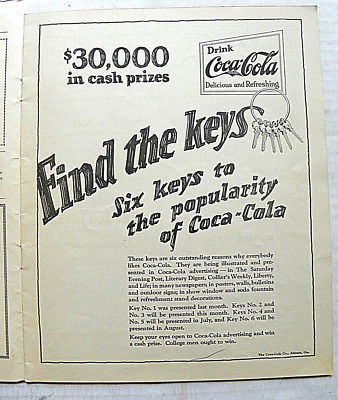 $30,000
in cash prizes
Drink
Coca-Cola
Delicious and Refreshing
Find the keys
Six keys to
the popularity
of Coca-Cola
These keys are six outstanding reasons why everybody
likes Coca-Cola. They are being illustrated and pre-
sented in Coca-Cola advertising—in The Saturday
Evening Post, Literary Digest, Collier's Weekly, Liberty,
and Life; in many newspapers; in posters, walls, bulletins
and outdoor signs; in show window and soda fountain
and refreshment stand decorations.
Key No. 1 was presented last month. Keys No. 2 and
No. 3 will be presented this month. Keys No. 4 and
No. 5 will be presented in July, and Key No. 6 will be
presented in August.
Keep your eyes open to Coca-Cola advertising and win
a cash prize. College men ought to win.
The Coca-Cola Co., Atlanta, Ga.